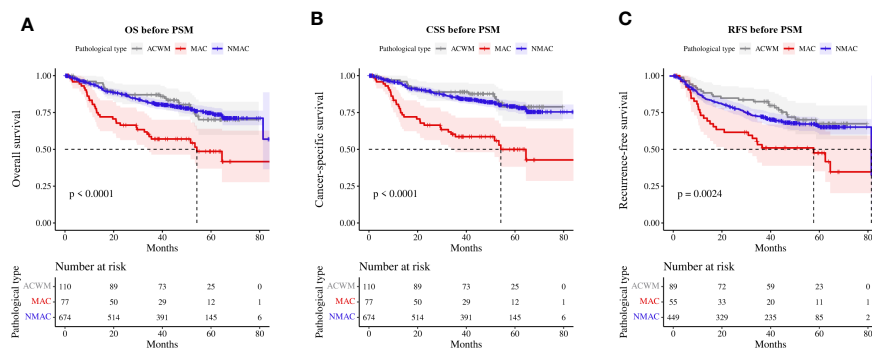 A
OS before PSM
Pathological type ACWM MAC NMAC
Overall survival
1.00
0.75
0.50
0.25
0.00
p < 0.0001
0 20 40 60 80
Months
Number at risk
Pathological type
ACWM 110 89 73 25 0
MAC 77 50 29 12 1
NMAC 674 514 391 145 6
0 20 40 60 80
Months
B
CSS before PSM
Pathological type ACWM MAC NMAC
Cancer-specific survival
1.00
0.75
0.50
0.25
0.00
p < 0.0001
0 20 40 60 80
Months
Number at risk
Pathological type
ACWM 110 89 73 25 0
MAC 77 50 29 12 1
NMAC 674 514 391 145 6
0 20 40 60 80
Months
C
RFS before PSM
Pathological type ACWM MAC NMAC
Recurrence-free survival
1.00
0.75
0.50
0.25
0.00
p = 0.0024
0 20 40 60 80
Months
Number at risk
Pathological type
ACWM 89 72 59 23 0
MAC 55 33 20 11 1
NMAC 449 329 235 85 2
0 20 40 60 80
Months